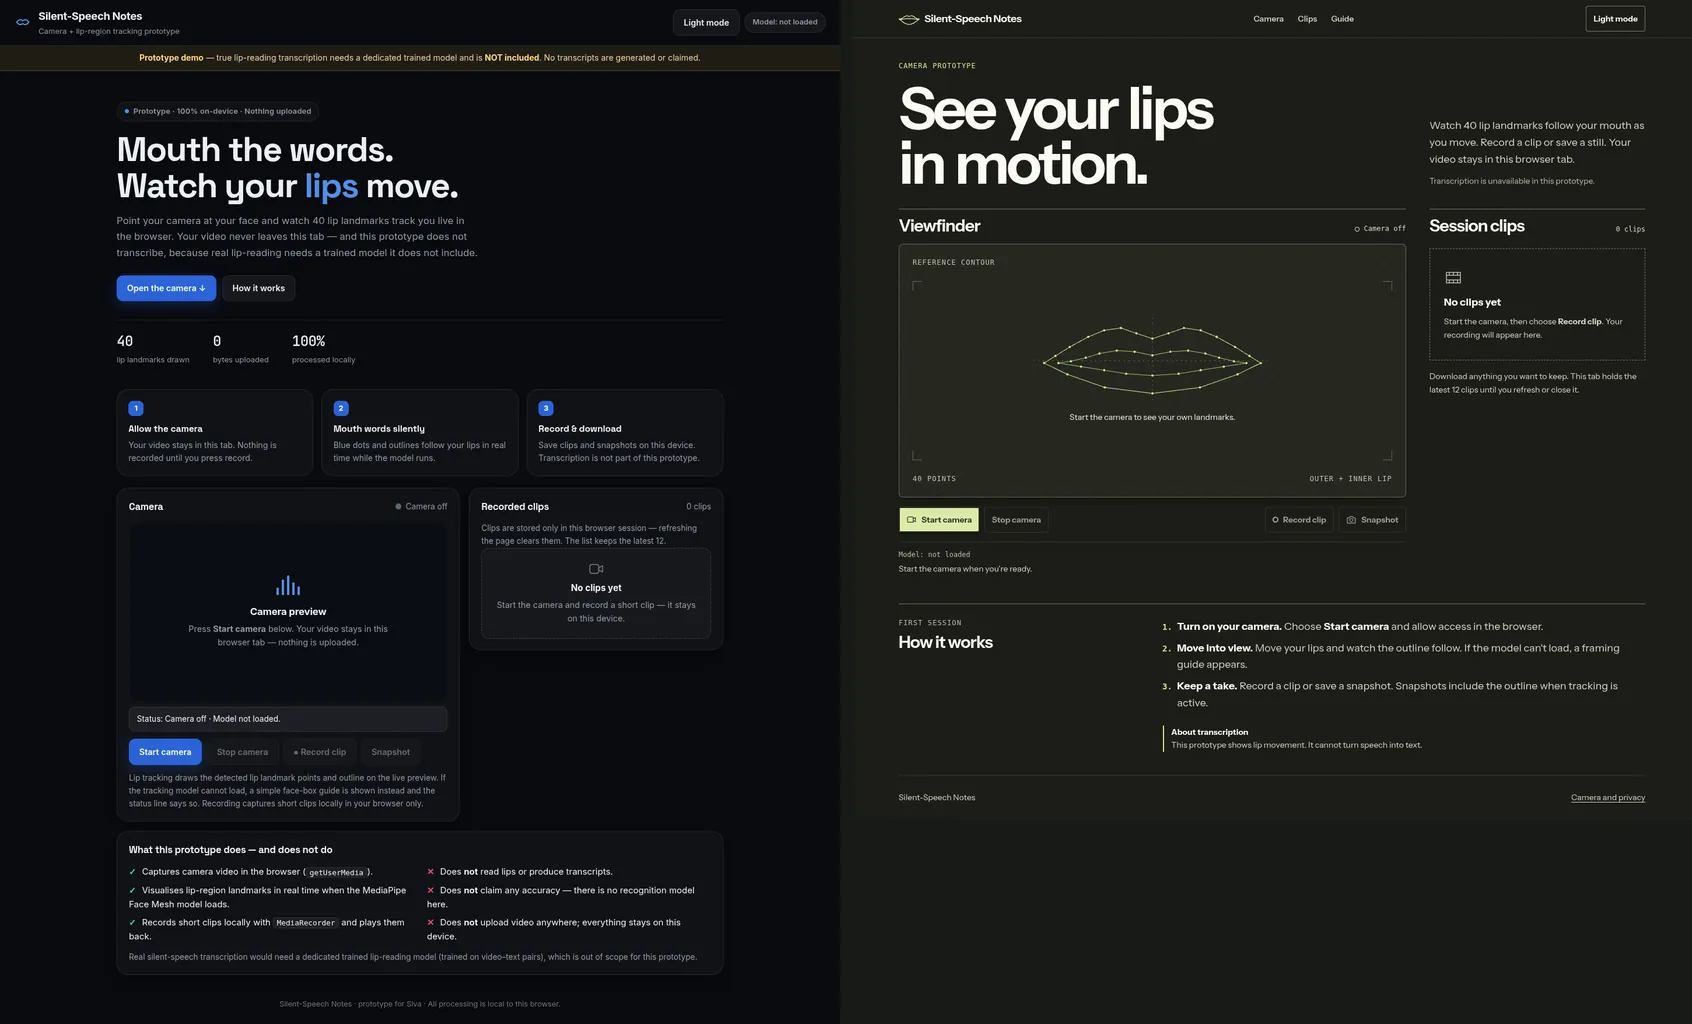 Silent-Speech Notes
Camera + lip-region tracking prototype
Light mode
Model: not loaded
Prototype demo — true lip-reading transcription needs a dedicated trained model and is NOT included. No transcripts are generated or claimed.
Prototype · 100% on-device · Nothing uploaded
Mouth the words.
Watch your lips move.
Point your camera at your face and watch 40 lip landmarks track you live in
the browser. Your video never leaves this tab — and this prototype does not
transcribe, because real lip-reading needs a trained model it does not include.
Open the camera ↓
How it works
40
lip landmarks drawn
0
bytes uploaded
100%
processed locally
1
Allow the camera
Your video stays in this tab. Nothing is
recorded until you press record.
2
Mouth words silently
Blue dots and outlines follow your lips in real
time while the model runs.
3
Record & download
Save clips and snapshots on this device.
Transcription is not part of this prototype.
Camera
Camera off
Camera preview
Press Start camera below. Your video stays in this
browser tab — nothing is uploaded.
Status: Camera off · Model not loaded.
Start camera
Stop camera
● Record clip
Snapshot
Lip tracking draws the detected lip landmark points and outline on the live preview. If
the tracking model cannot load, a simple face-box guide is shown instead and the
status line says so. Recording captures short clips locally in your browser only.
Recorded clips
0 clips
Clips are stored only in this browser session — refreshing
the page clears them. The list keeps the latest 12.
No clips yet
Start the camera and record a short clip — it stays
on this device.
What this prototype does — and does not do
✓ Captures camera video in the browser ( getUserMedia ).
✓ Visualises lip-region landmarks in real time when the MediaPipe
Face Mesh model loads.
✓ Records short clips locally with MediaRecorder and plays them
back.
✕ Does not read lips or produce transcripts.
✕ Does not claim any accuracy — there is no recognition model
here.
✕ Does not upload video anywhere; everything stays on this
device.
Real silent-speech transcription would need a dedicated trained lip-reading model (trained on video–text pairs), which is out of scope for this prototype.
Silent-Speech Notes · prototype for Siva · All processing is local to this browser.
Silent-Speech Notes
Camera
Clips
Guide
Light mode
CAMERA PROTOTYPE
See your lips
in motion.
Watch 40 lip landmarks follow your mouth as
you move. Record a clip or save a still. Your
video stays in this browser tab.
Transcription is unavailable in this prototype.
Viewfinder
Camera off
REFERENCE CONTOUR
Start the camera to see your own landmarks.
40 POINTS
OUTER + INNER LIP
Start camera
Stop camera
Record clip
Snapshot
Model: not loaded
Start the camera when you're ready.
Session clips
0 clips
No clips yet
Start the camera, then choose Record clip. Your
recording will appear here.
Download anything you want to keep. This tab holds the
latest 12 clips until you refresh or close it.
FIRST SESSION
How it works
1. Turn on your camera. Choose Start camera and allow access in the browser.
2. Move into view. Move your lips and watch the outline follow. If the model can't load, a framing
guide appears.
3. Keep a take. Record a clip or save a snapshot. Snapshots include the outline when tracking is
active.
About transcription
This prototype shows lip movement. It cannot turn speech into text.
Silent-Speech Notes
Camera and privacy